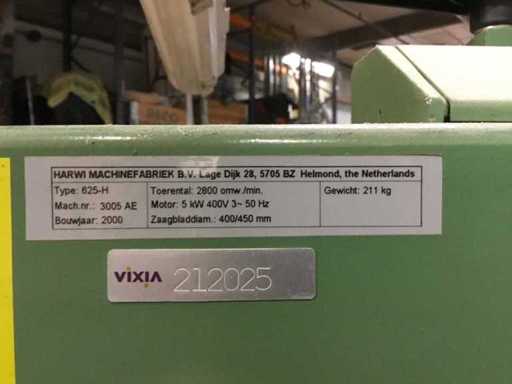 HARWI MACHINEFABRIEK B.V. Lage Dijk 28, 5705 BZ Helmond, the Netherlands
Type: 625-H Toerental: 2800 omw./min. Gewicht: 211 kg
Mach.nr.: 3005 AE Motor: 5 kW 400V 3~ 50 Hz
Bouwjaar: 2000 Zaagbladdiam.: 400/450 mm
VIXIA 212025